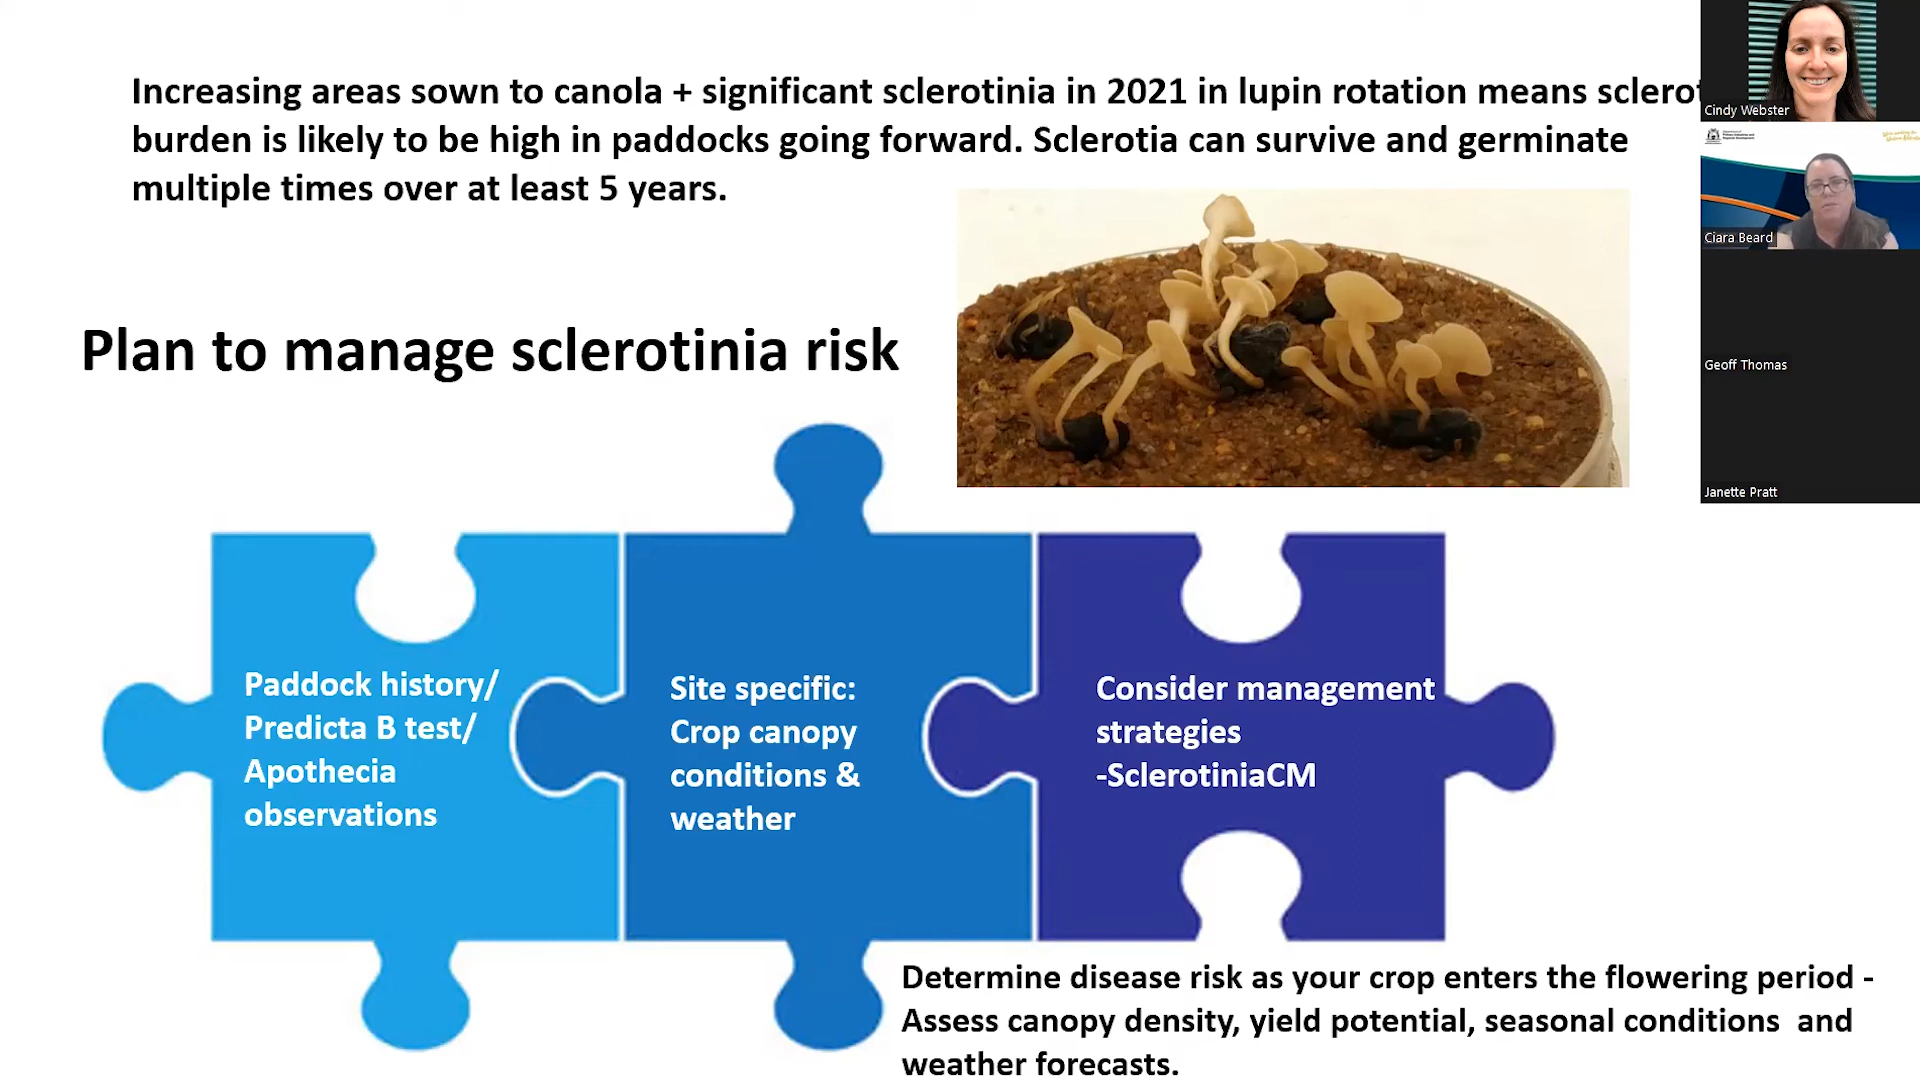 Increasing areas sown to canola + significant sclerotinia in 2021 in lupin rotation means
burden is likely to be high in paddocks going forward. Sclerotia can survive and germinate
multiple times over at least 5 years.
Plan to manage sclerotinia risk
Paddock history/
Predicta B test/
Apothecia
observations
Site specific:
Crop canopy
conditions &
weather
Consider management
strategies
-SclerotiniaCM
Determine disease risk as your crop enters the flowering period -
Assess canopy density, yield potential, seasonal conditions and
weather forecasts.
Cindy Webster
Ciara Beard
Geoff Thomas
Janette Pratt